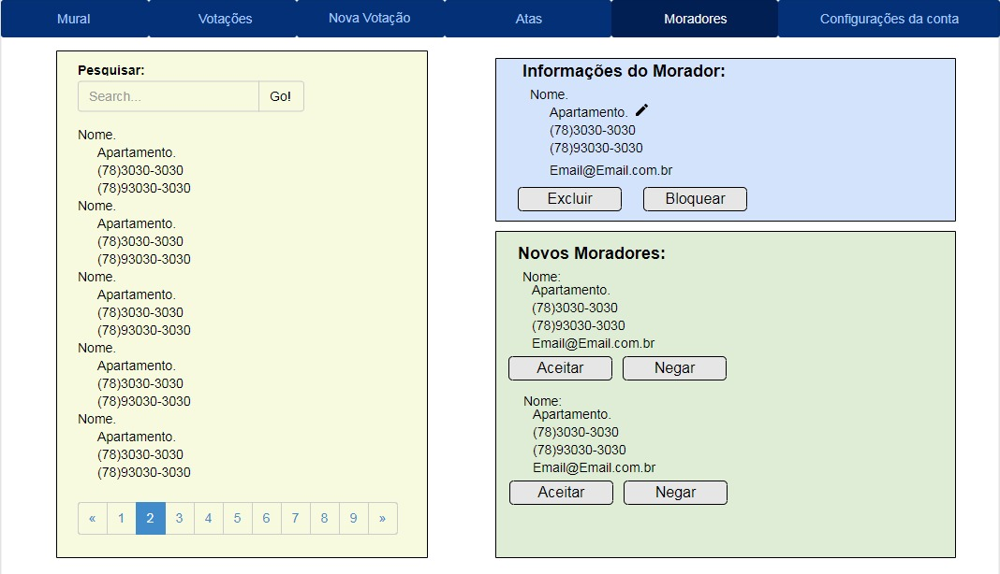 Mural Votações Nova Votação Atas Moradores Configurações da conta
Pesquisar:
Search... Go!
Nome.
Apartamento.
(78)3030-3030
(78)93030-3030
Nome.
Apartamento.
(78)3030-3030
(78)93030-3030
Nome.
Apartamento.
(78)3030-3030
(78)93030-3030
Nome.
Apartamento.
(78)3030-3030
(78)93030-3030
Nome.
Apartamento.
(78)3030-3030
(78)93030-3030
« 1 2 3 4 5 6 7 8 9 »
Informações do Morador:
Nome.
Apartamento.
(78)3030-3030
(78)93030-3030
Email@Email.com.br
Excluir Bloquear
Novos Moradores:
Nome:
Apartamento.
(78)3030-3030
(78)93030-3030
Email@Email.com.br
Aceitar Negar
Nome:
Apartamento.
(78)3030-3030
(78)93030-3030
Email@Email.com.br
Aceitar Negar